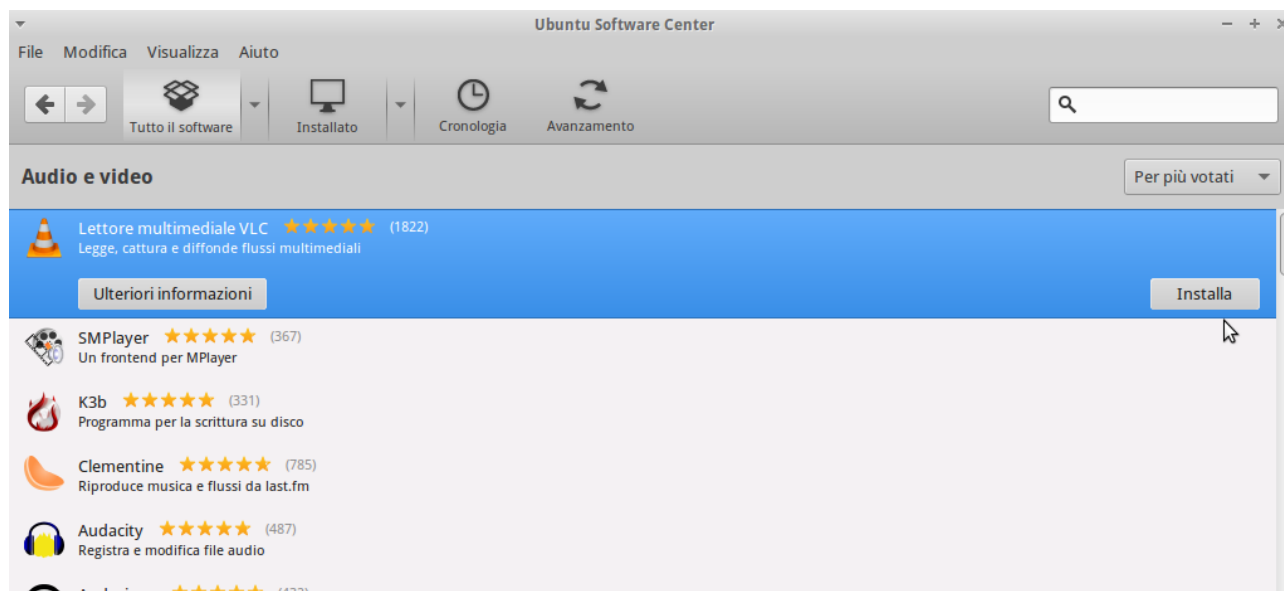 Ubuntu Software Center
File Modifica Visualizza Aiuto
Tutto il software Installato Cronologia Avanzamento
Audio e video Per più votati
Lettore multimediale VLC (1822)
Legge, cattura e diffonde flussi multimediali
Ulteriori informazioni Installa
SMPlayer (367)
Un frontend per MPlayer
K3b (331)
Programma per la scrittura su disco
Clementine (785)
Riproduce musica e flussi da last.fm
Audacity (487)
Registra e modifica file audio